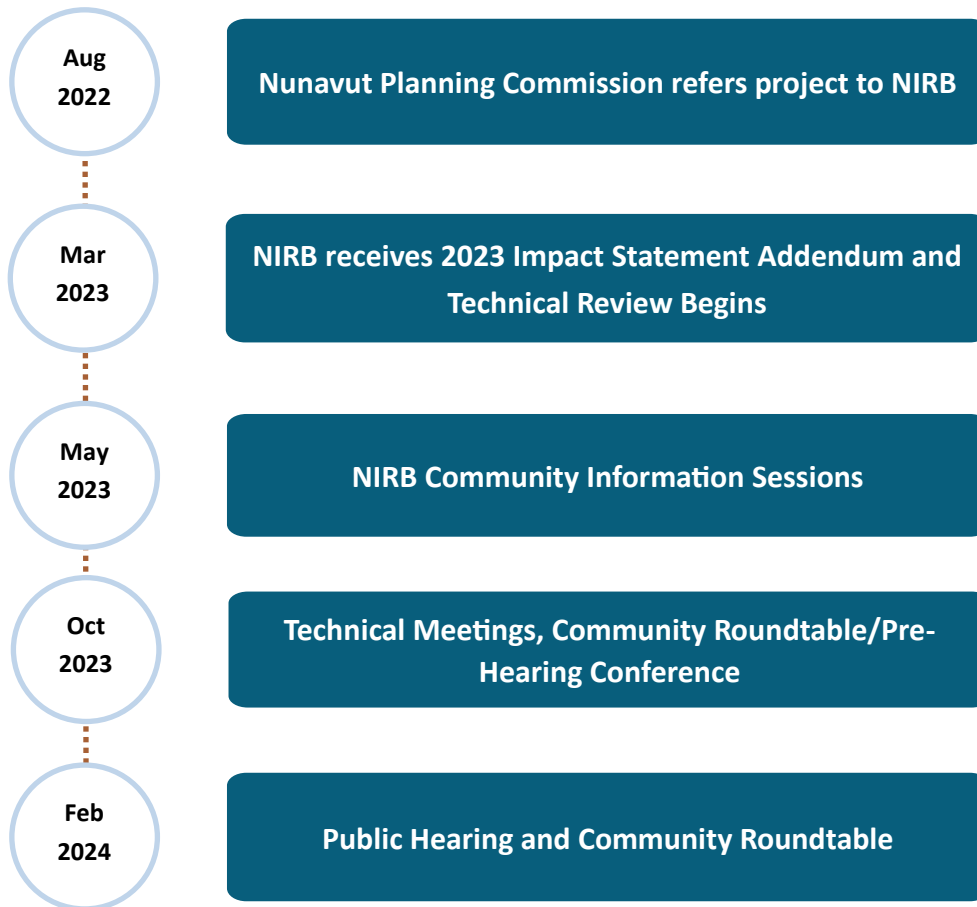 Aug
2022
Nunavut Planning Commission refers project to NIRB
Mar
2023
NIRB receives 2023 Impact Statement Addendum and
Technical Review Begins
May
2023
NIRB Community Information Sessions
Oct
2023
Technical Meetings, Community Roundtable/Pre-
Hearing Conference
Feb
2024
Public Hearing and Community Roundtable